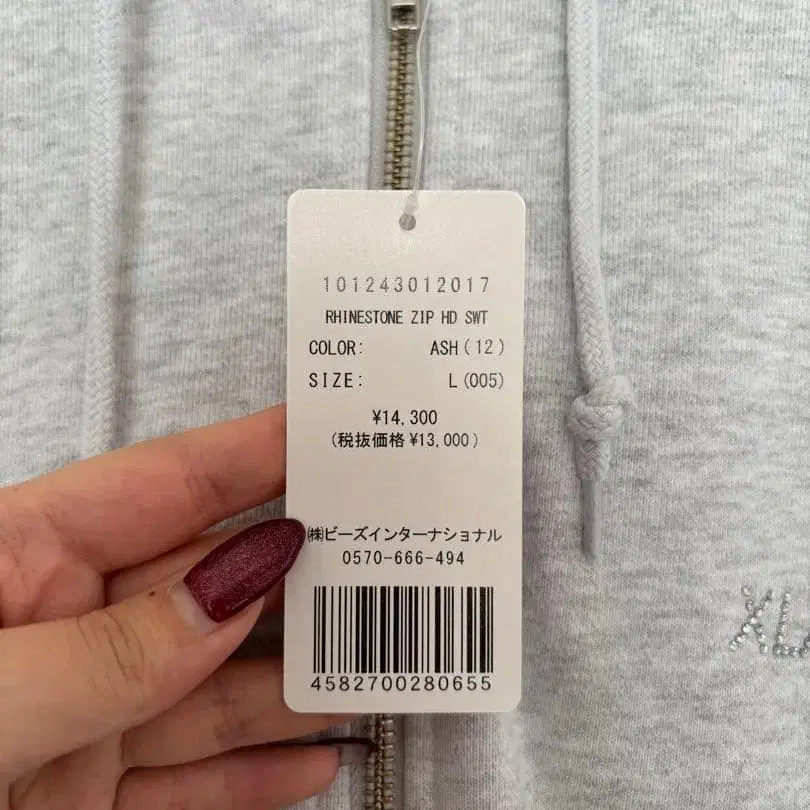 101243012017
RHINESTONE ZIP HD SWT
COLOR: ASH(12)
SIZE: L(005)
¥14,300
(税抜価格¥13,000)
㈱ビーズインターナショナル
0570-666-494
4582700280655
XL